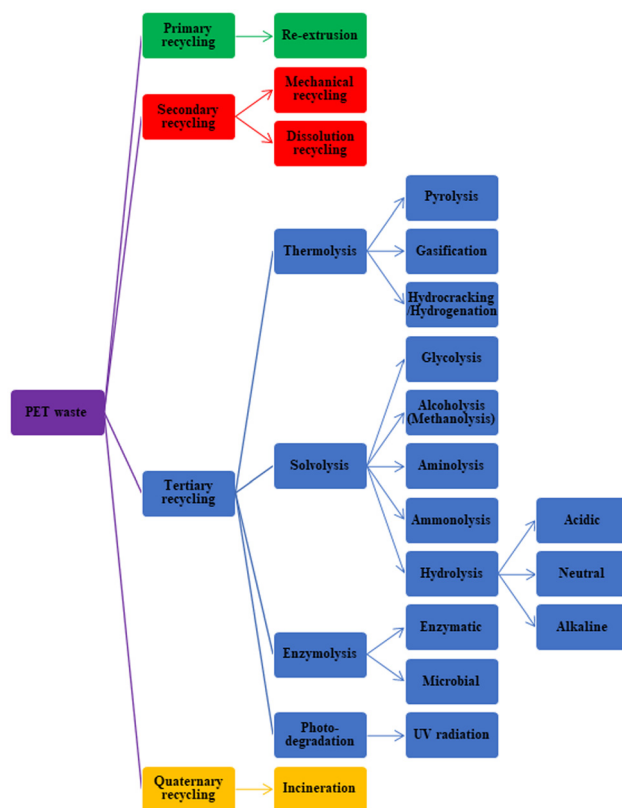 Primary
recycling
Re-extrusion
Secondary
recycling
Mechanical
recycling
Dissolution
recycling
PET waste
Tertiary
recycling
Thermolysis
Pyrolysis
Gasification
Hydrocracking
/Hydrogenation
Solvolysis
Glycolysis
Alcoholysis
(Methanolysis)
Aminolysis
Ammonolysis
Hydrolysis
Acidic
Neutral
Alkaline
Enzymolysis
Enzymatic
Microbial
Photo-
degradation
UV radiation
Quaternary
recycling
Incineration